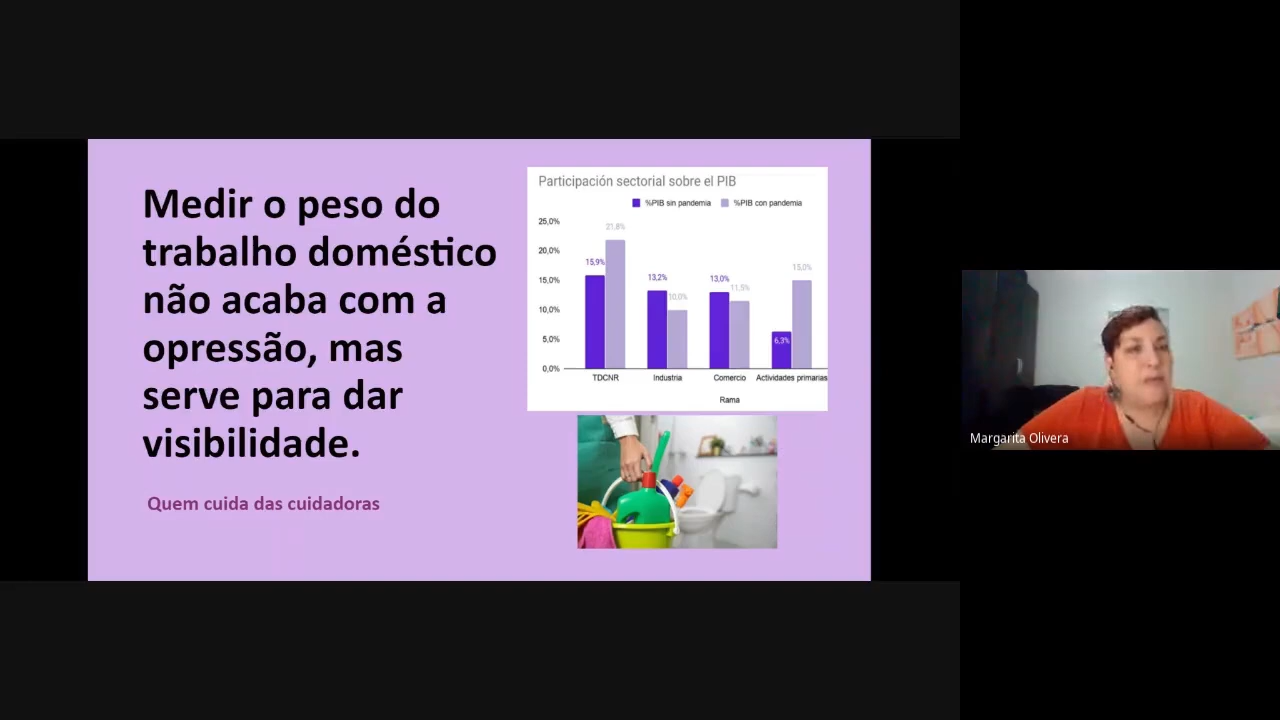 Medir o peso do
trabalho doméstico
não acaba com a
opressão, mas
serve para dar
visibilidade.
Quem cuida das cuidadoras
Participación sectorial sobre el PIB
%PIB sin pandemia %PIB con pandemia
25,0%
20,0%
15,0%
10,0%
5,0%
0,0%
15,9%
21,8%
13,2%
10,0%
13,0%
11,5%
6,3%
15,0%
TDCNR Industria Comercio Actividades primarias
Rama
Margarita Olivera